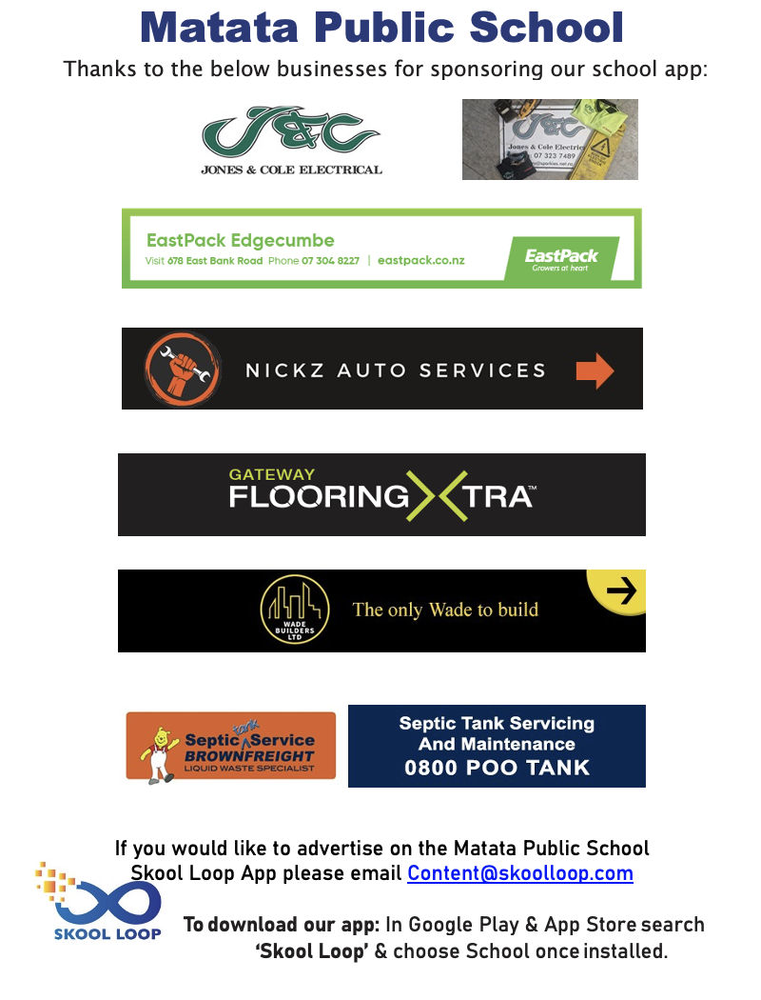 Matata Public School
Thanks to the below businesses for sponsoring our school app:
J&C
JONES & COLE ELECTRICAL
J&C
Jones & Cole Electric
07 323 7489
@sparkies.net.nz
EastPack Edgecumbe
Visit 678 East Bank Road Phone 07 304 8227 | eastpack.co.nz
EastPack
Growers at heart
NICKZ AUTO SERVICES
GATEWAY
FLOORING XTRA™
WADE
BUILDERS
LTD
The only Wade to build
tank
Septic Service
BROWNFREIGHT
LIQUID WASTE SPECIALIST
Septic Tank Servicing
And Maintenance
0800 POO TANK
If you would like to advertise on the Matata Public School
Skool Loop App please email Content@skoolloop.com
SKOOL LOOP
To download our app: In Google Play & App Store search
‘Skool Loop’ & choose School once installed.